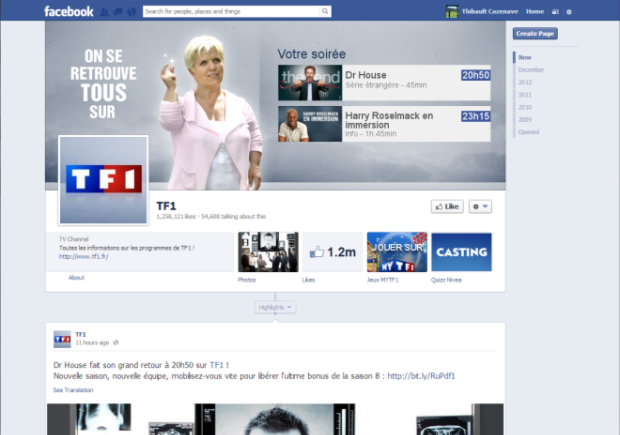 facebook
Search for people, places and things
Thibault Cazenave
Home
Create Page
Now
December
2012
2011
2010
2009
Opened
ON SE
RETROUVE
TOUS
SUR
Votre soirée
the end
Dr House
20h50
Série étrangère - 45min
HARRY ROSELMACK
EN IMMERSION
Harry Roselmack en
immersion
23h15
Info - 1h 45min
TF1
TF1
Like
1,258,121 likes · 54,608 talking about this
TV Channel
Toutes les informations sur les programmes de TF1 !
http://www.tf1.fr/
About
Photos
1.2m
Likes
JOUER SUR
MYTF1
Jeux MYTF1
CASTING
Quizz Nivea
Highlights
TF1
TF1
11 hours ago
Dr House fait son grand retour à 20h50 sur TF1 !
Nouvelle saison, nouvelle équipe, mobilisez-vous vite pour libérer l'ultime bonus de la saison 8 : http://bit.ly/RuPdf1
See Translation